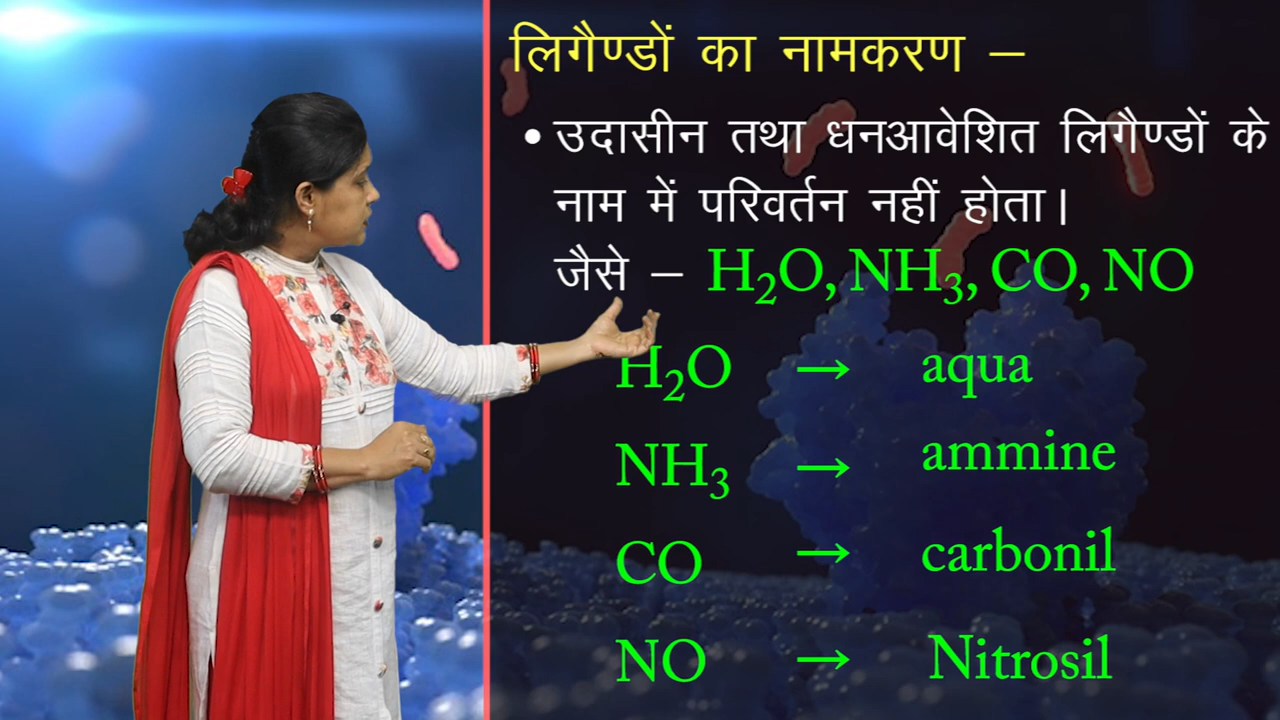 लिगैण्डों का नामकरण –
• उदासीन तथा धनआवेशित लिगैण्डों के
नाम में परिवर्तन नहीं होता।
जैसे – H₂O, NH₃, CO, NO
H₂O → aqua
NH₃ → ammine
CO → carbonil
NO → Nitrosil